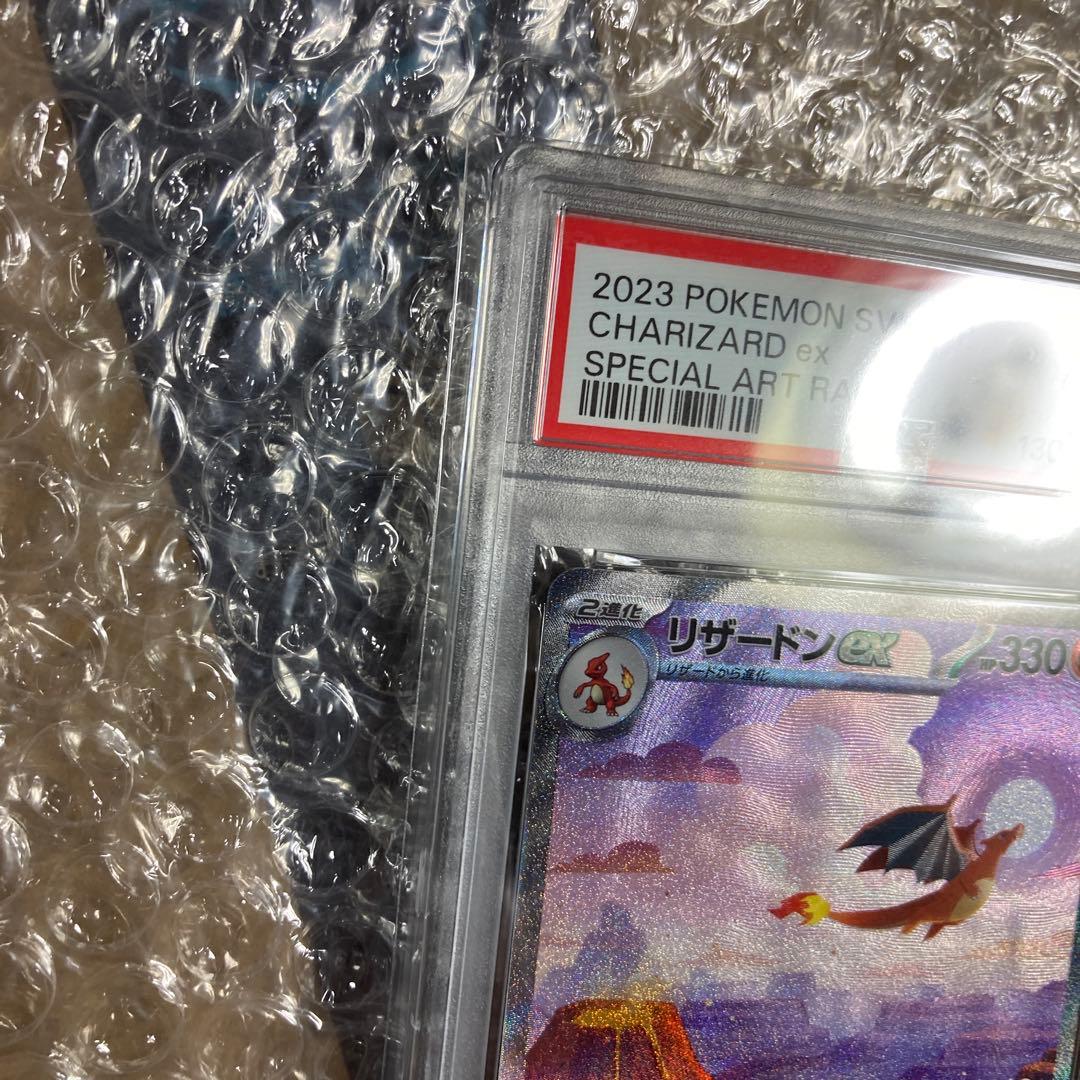 2023 POKEMON SV
CHARIZARD ex
SPECIAL ART RA
2進化
リザードンex
HP330
リザードから進化